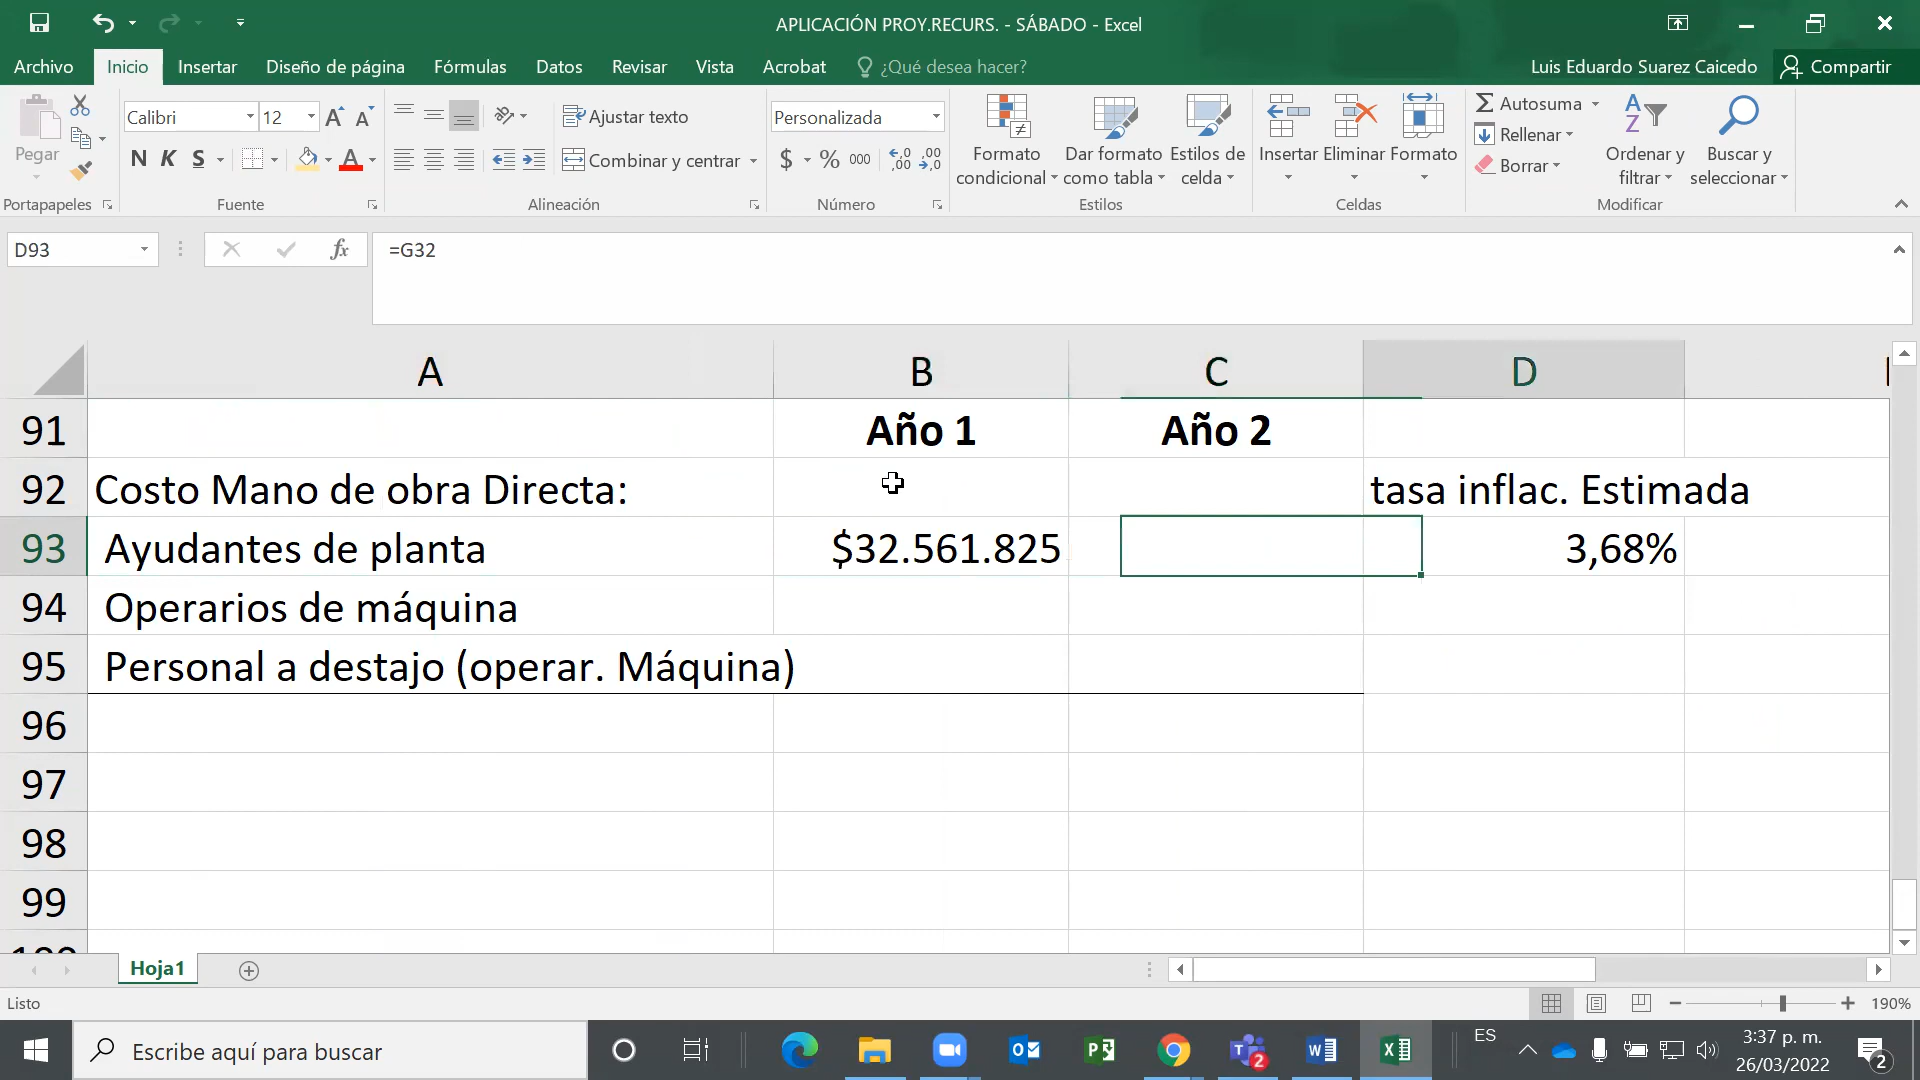 APLICACIÓN PROY.RECURS. - SÁBADO - Excel
Archivo Inicio Insertar Diseño de página Fórmulas Datos Revisar Vista Acrobat ¿Qué desea hacer? Luis Eduardo Suarez Caicedo Compartir
Pegar
Portapapeles
Calibri 12
N K S A
Fuente
Ajustar texto
Combinar y centrar
Alineación
Personalizada
$ % 000
Número
Formato condicional
Dar formato como tabla
Estilos de celda
Estilos
Insertar Eliminar Formato
Celdas
Autosuma
Rellenar
Borrar
Ordenar y filtrar
Buscar y seleccionar
Modificar
D93 fx =G32
A B C D
91 Año 1 Año 2
92 Costo Mano de obra Directa: tasa inflac. Estimada
93 Ayudantes de planta $32.561.825 3,68%
94 Operarios de máquina
95 Personal a destajo (operar. Máquina)
96
97
98
99
Hoja1
Listo 190%
Escribe aquí para buscar
ES
3:37 p. m.
26/03/2022
2
2